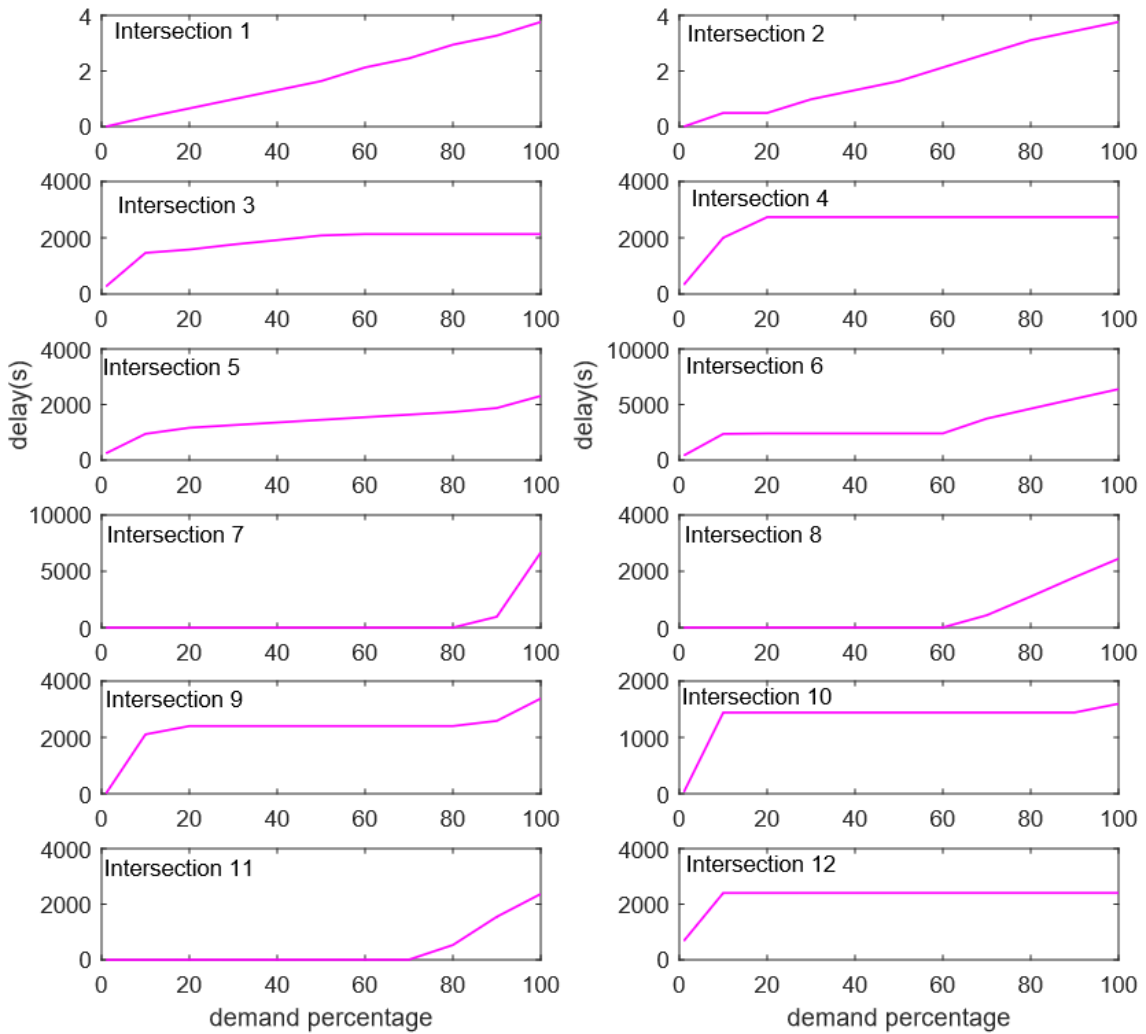 Intersection 1
4
2
0
0 20 40 60 80 100
Intersection 2
4
2
0
0 20 40 60 80 100
Intersection 3
4000
2000
0
0 20 40 60 80 100
Intersection 4
4000
2000
0
0 20 40 60 80 100
Intersection 5
4000
2000
0
delay(s)
0 20 40 60 80 100
Intersection 6
10000
5000
0
delay(s)
0 20 40 60 80 100
Intersection 7
10000
5000
0
0 20 40 60 80 100
Intersection 8
4000
2000
0
0 20 40 60 80 100
Intersection 9
4000
2000
0
0 20 40 60 80 100
Intersection 10
2000
1000
0
0 20 40 60 80 100
Intersection 11
4000
2000
0
0 20 40 60 80 100
demand percentage
Intersection 12
4000
2000
0
0 20 40 60 80 100
demand percentage